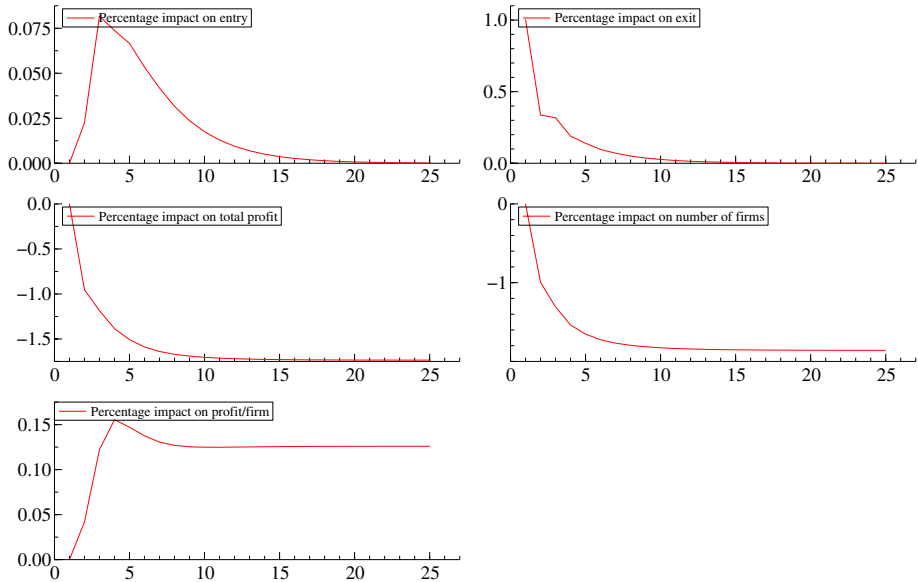 Percentage impact on entry
0.075
0.050
0.025
0.000
0 5 10 15 20 25
Percentage impact on exit
1.0
0.5
0.0
0 5 10 15 20 25
Percentage impact on total profit
0.0
−0.5
−1.0
−1.5
0 5 10 15 20 25
Percentage impact on number of firms
0
−1
0 5 10 15 20 25
Percentage impact on profit/firm
0.15
0.10
0.05
0.00
0 5 10 15 20 25